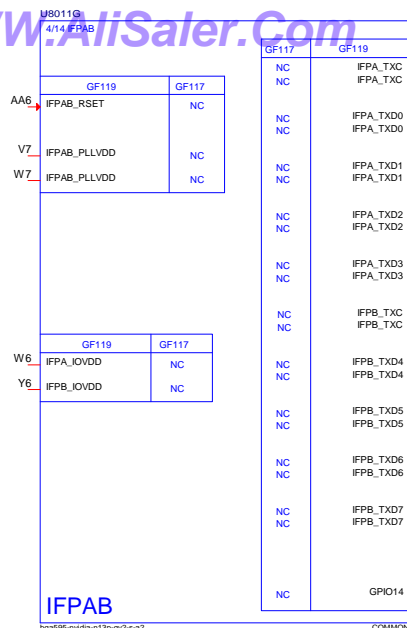 U8011G
W.AliSaler.Com
4/14 IFPAB
GF117 GF119
NC IFPA_TXC
NC IFPA_TXC
GF119 GF117
AA6 IFPAB_RSET NC
NC IFPA_TXD0
NC IFPA_TXD0
V7 IFPAB_PLLVDD NC
NC IFPA_TXD1
W7 IFPAB_PLLVDD NC
NC IFPA_TXD1
NC IFPA_TXD2
NC IFPA_TXD2
NC IFPA_TXD3
NC IFPA_TXD3
NC IFPB_TXC
NC IFPB_TXC
GF119 GF117
W6 IFPA_IOVDD NC
NC IFPB_TXD4
NC IFPB_TXD4
Y6 IFPB_IOVDD NC
NC IFPB_TXD5
NC IFPB_TXD5
NC IFPB_TXD6
NC IFPB_TXD6
NC IFPB_TXD7
NC IFPB_TXD7
NC GPIO14
IFPAB
COMMON